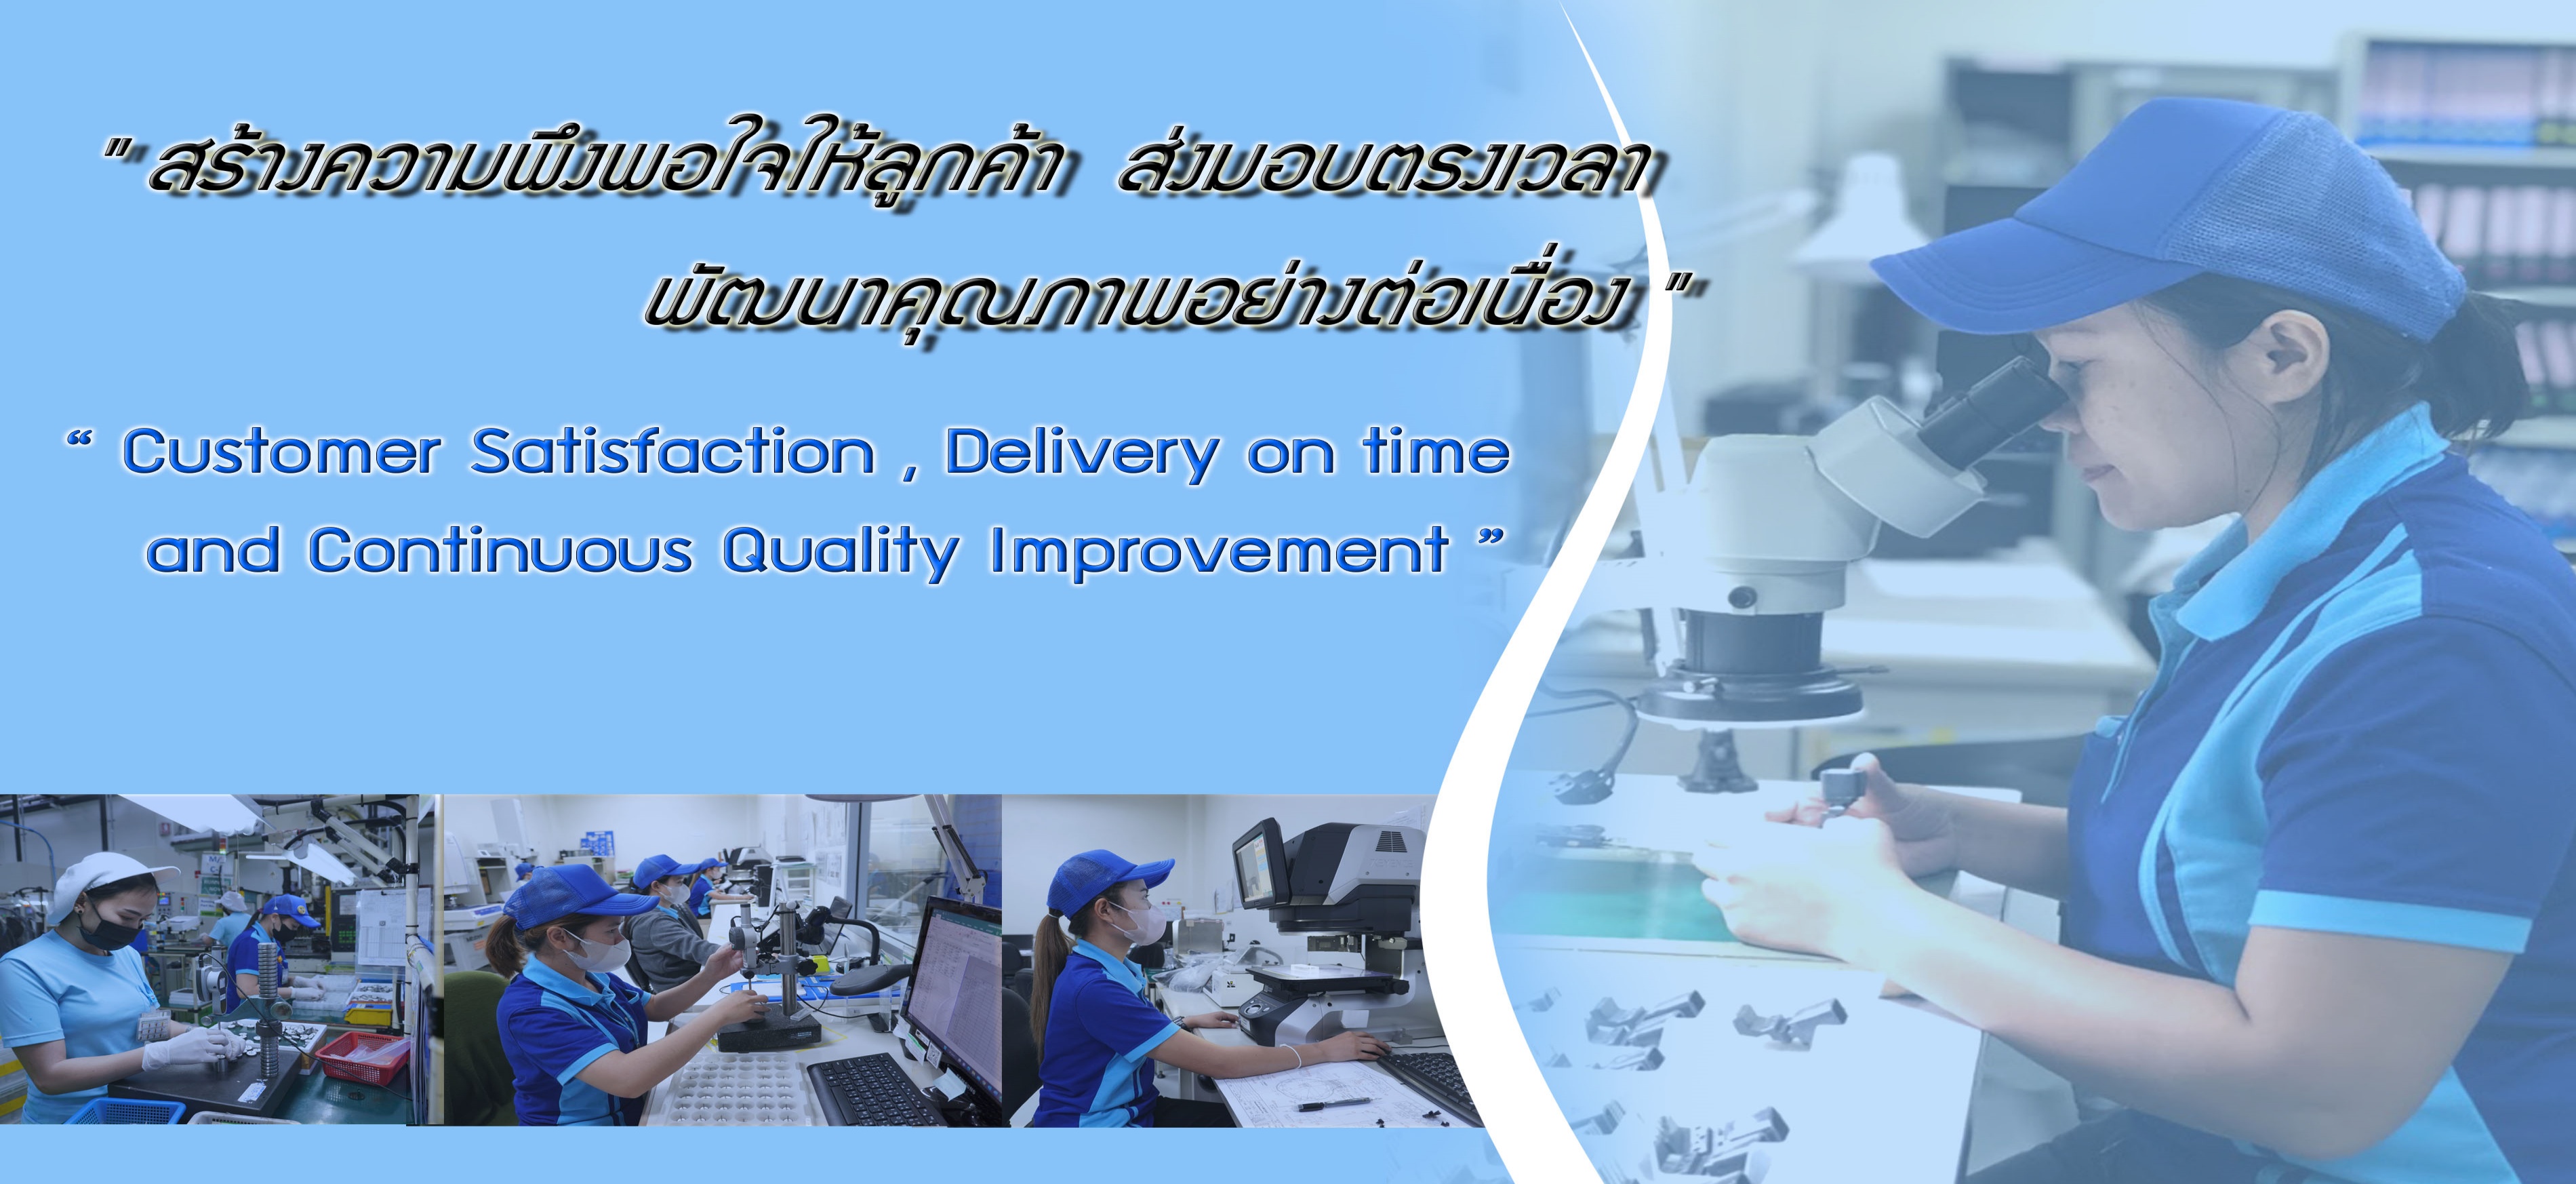 " สร้างความพึงพอใจให้ลูกค้า ส่งมอบตรงเวลา
พัฒนาคุณภาพอย่างต่อเนื่อง "
“ Customer Satisfaction , Delivery on time
and Continuous Quality Improvement ”